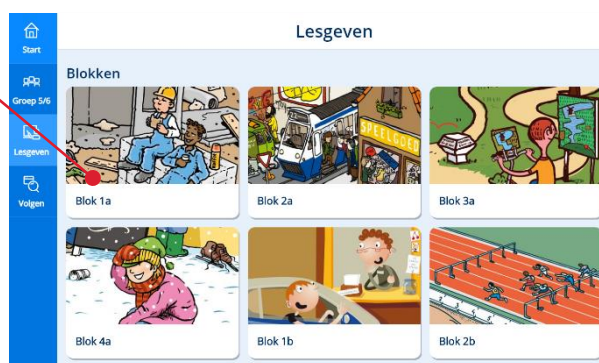 Lesgeven
Start
Groep 5/6
Lesgeven
Volgen
Blokken
SPEELGOED
Blok 1a
Blok 2a
Blok 3a
Blok 4a
Blok 1b
Blok 2b